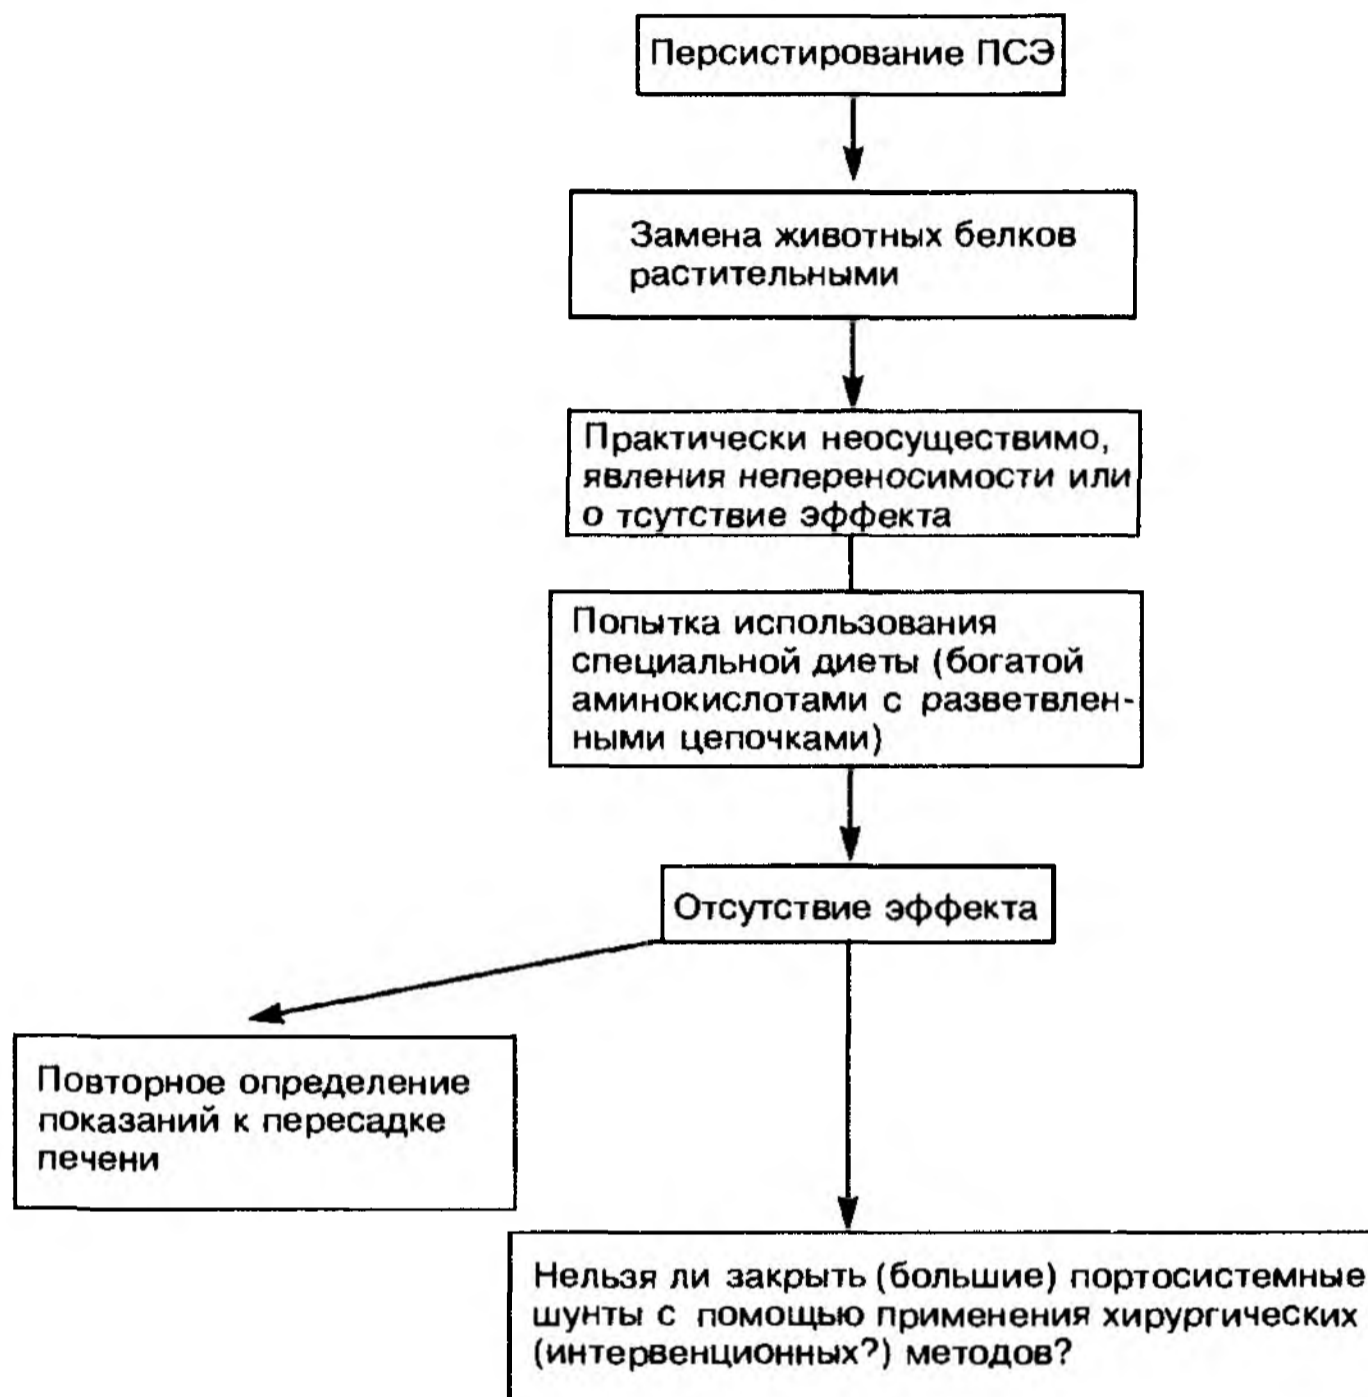 Персистирование ПСЭ
Замена животных белков
растительными
Практически неосуществимо,
явления непереносимости или
о тсутствие эффекта
Попытка использования
специальной диеты (богатой
аминокислотами с разветвлен-
ными цепочками)
Отсутствие эффекта
Повторное определение
показаний к пересадке
печени
Нельзя ли закрыть (большие) портосистемные
шунты с помощью применения хирургических
(интервенционных?) методов?